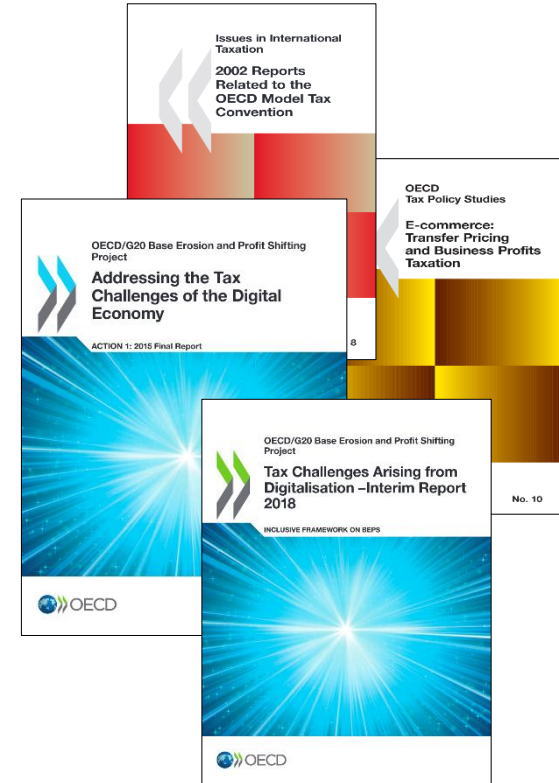 Issues in International
Taxation
2002 Reports
Related to the
OECD Model Tax
Convention
8
OECD
Tax Policy Studies
E-commerce:
Transfer Pricing
and Business Profits
Taxation
No. 10
OECD/G20 Base Erosion and Profit Shifting
Project
Addressing the Tax
Challenges of the Digital
Economy
ACTION 1: 2015 Final Report
OECD
OECD/G20 Base Erosion and Profit Shifting
Project
Tax Challenges Arising from
Digitalisation –Interim Report
2018
INCLUSIVE FRAMEWORK ON BEPS
OECD